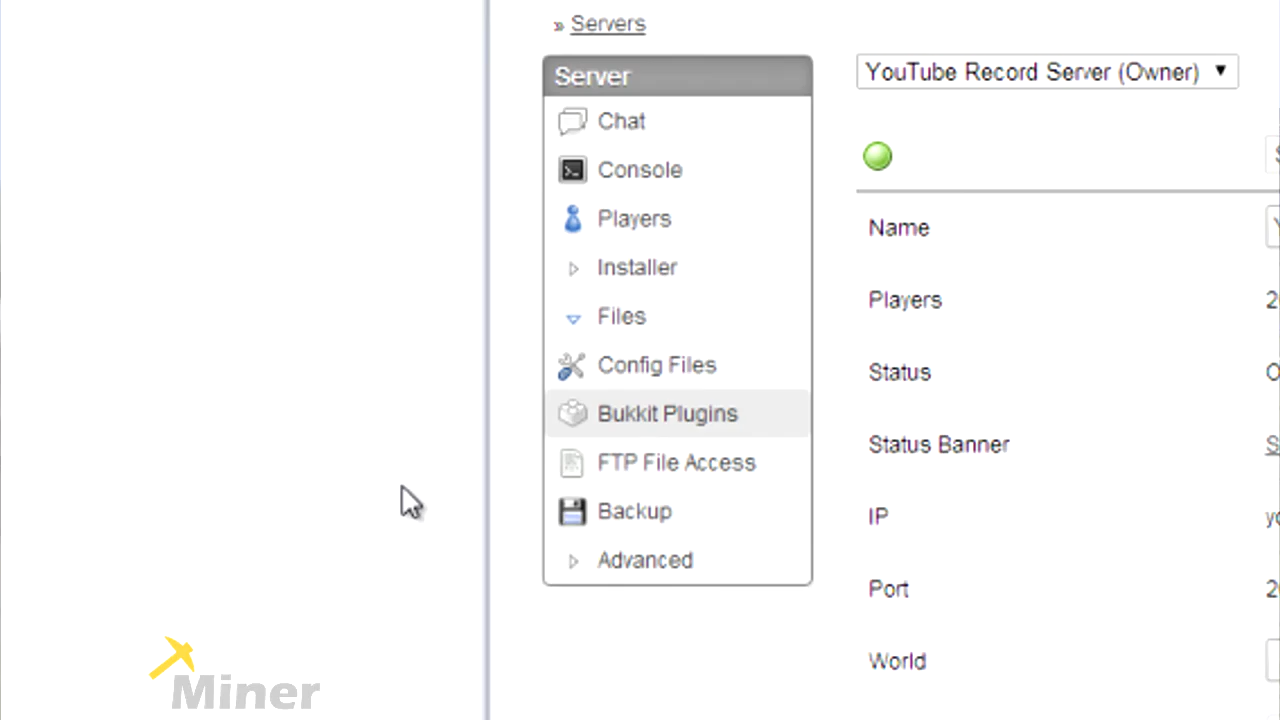 » Servers
Server
Chat
Console
Players
Installer
Files
Config Files
Bukkit Plugins
FTP File Access
Backup
Advanced
YouTube Record Server (Owner)
Name
Players
Status
Status Banner
IP
Port
World
Miner